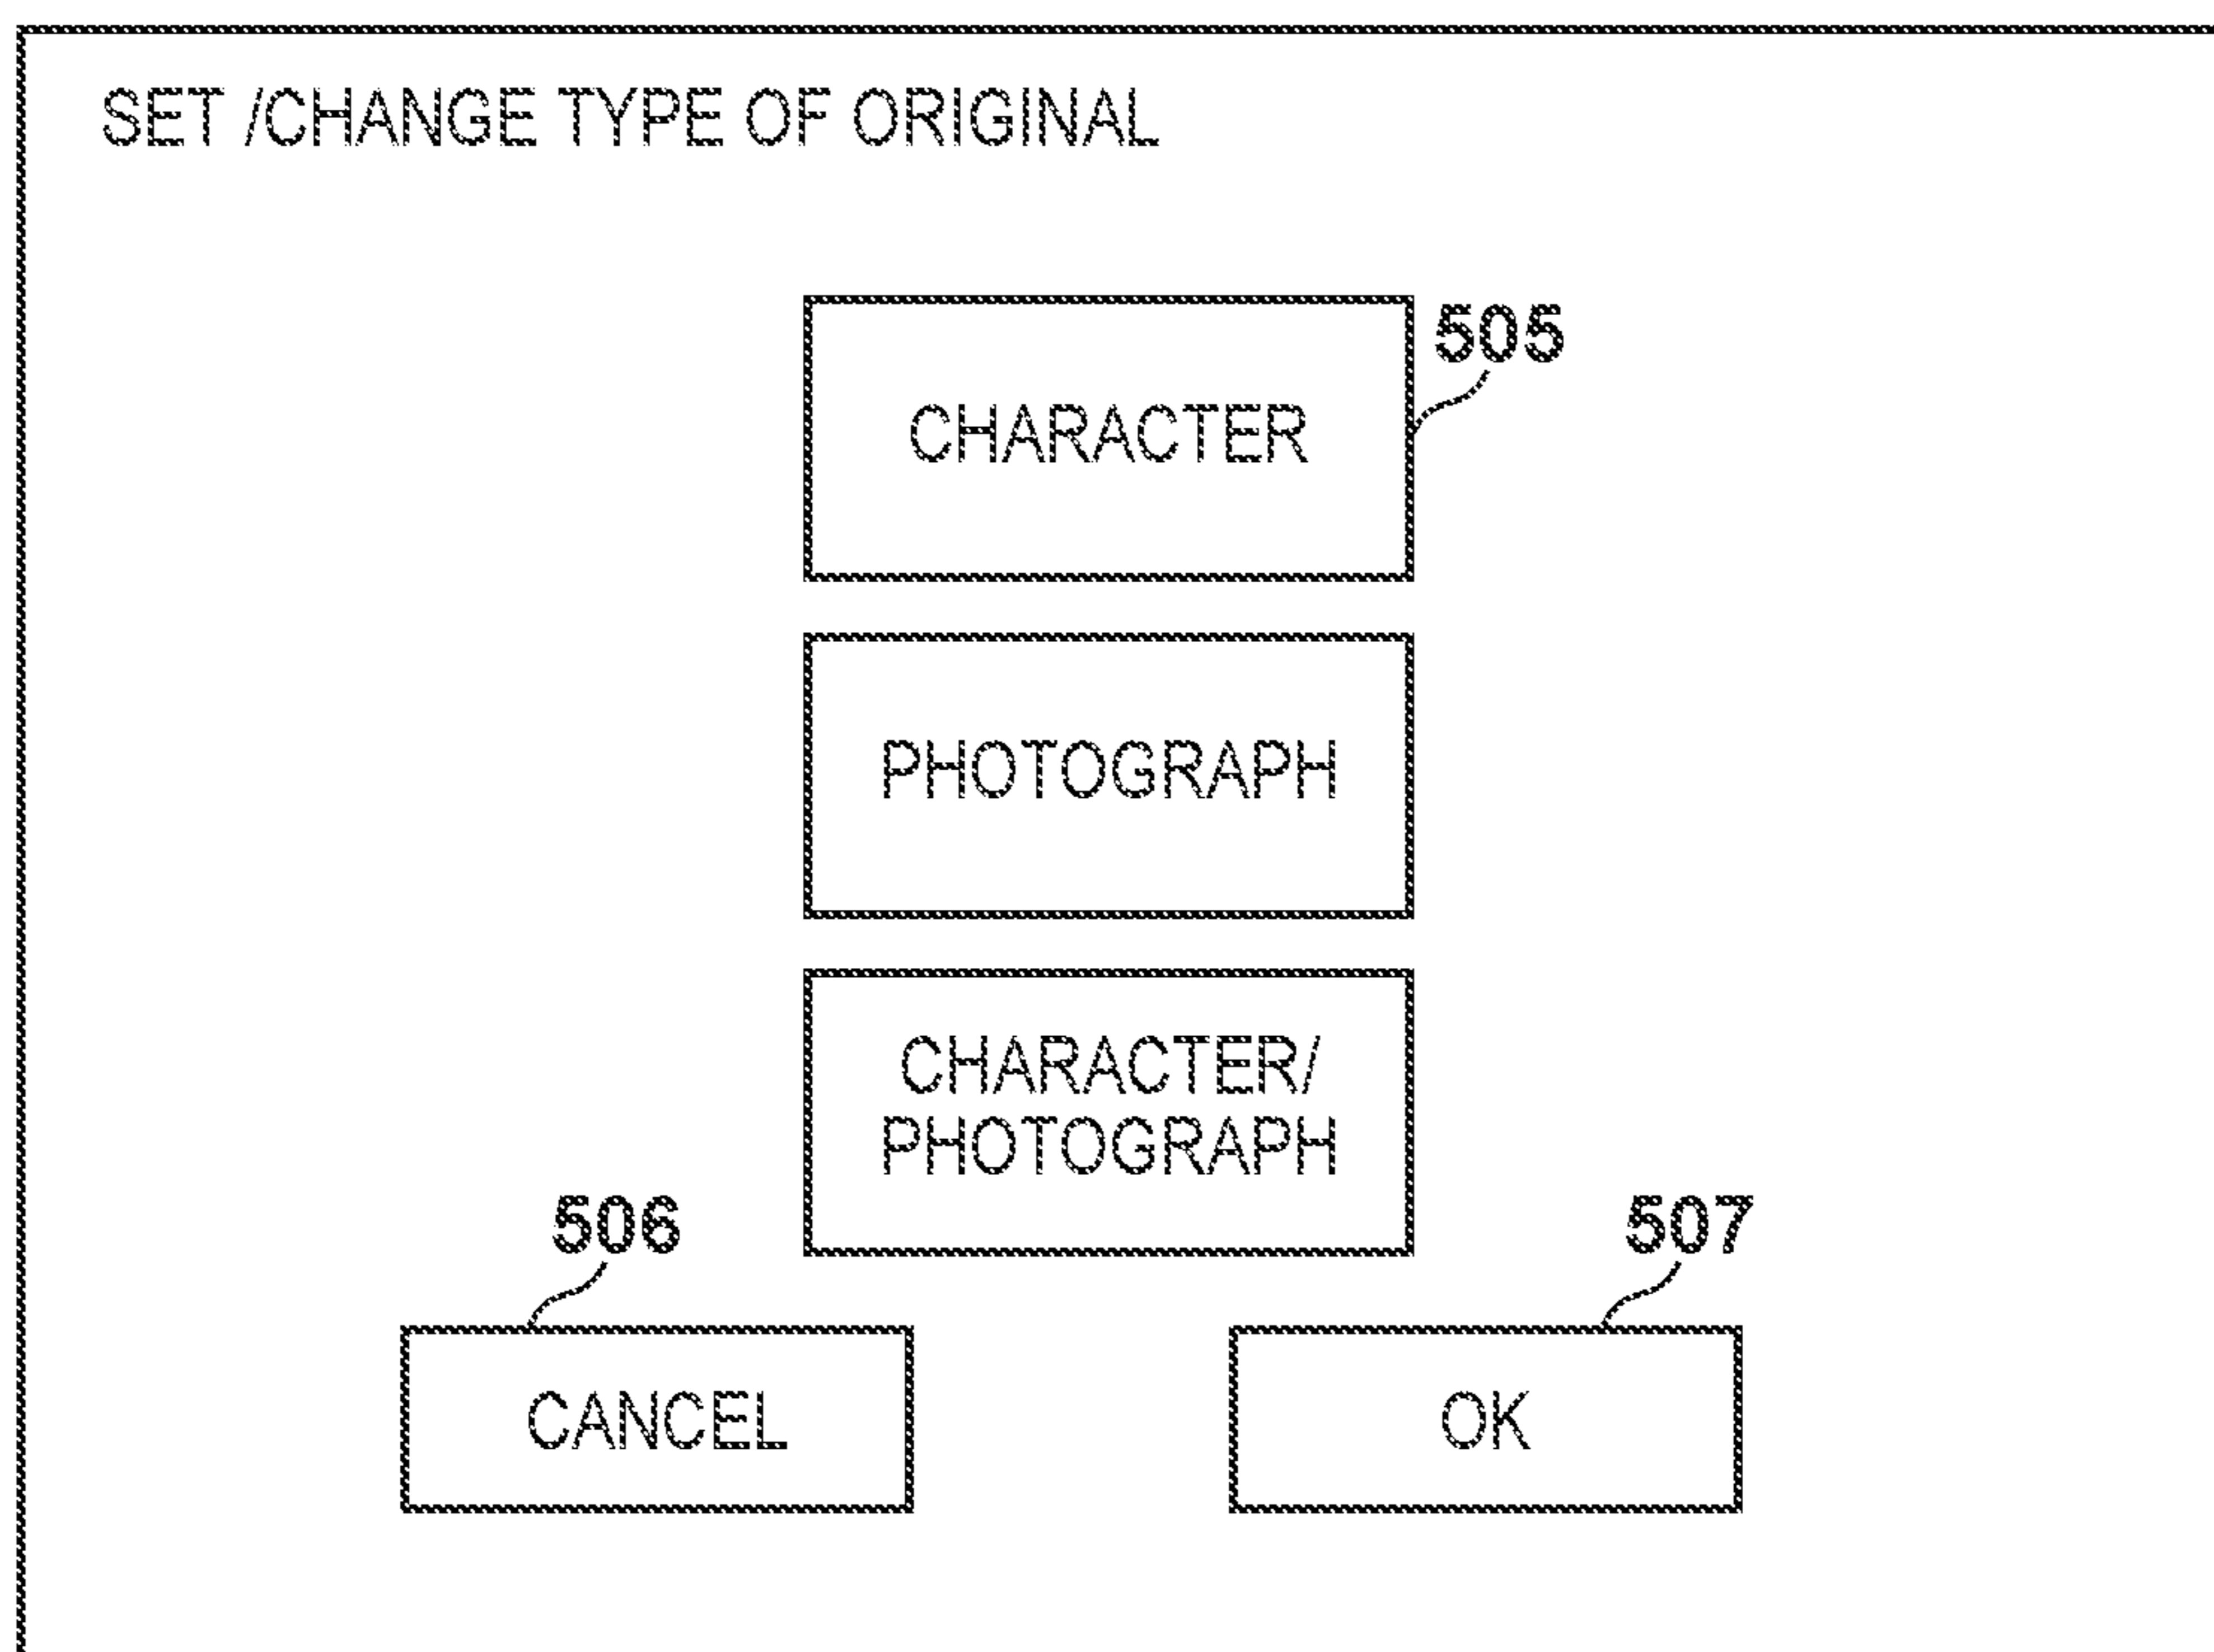 SET /CHANGE TYPE OF ORIGINAL
505
CHARACTER
PHOTOGRAPH
CHARACTER/
PHOTOGRAPH
506
507
CANCEL
OK